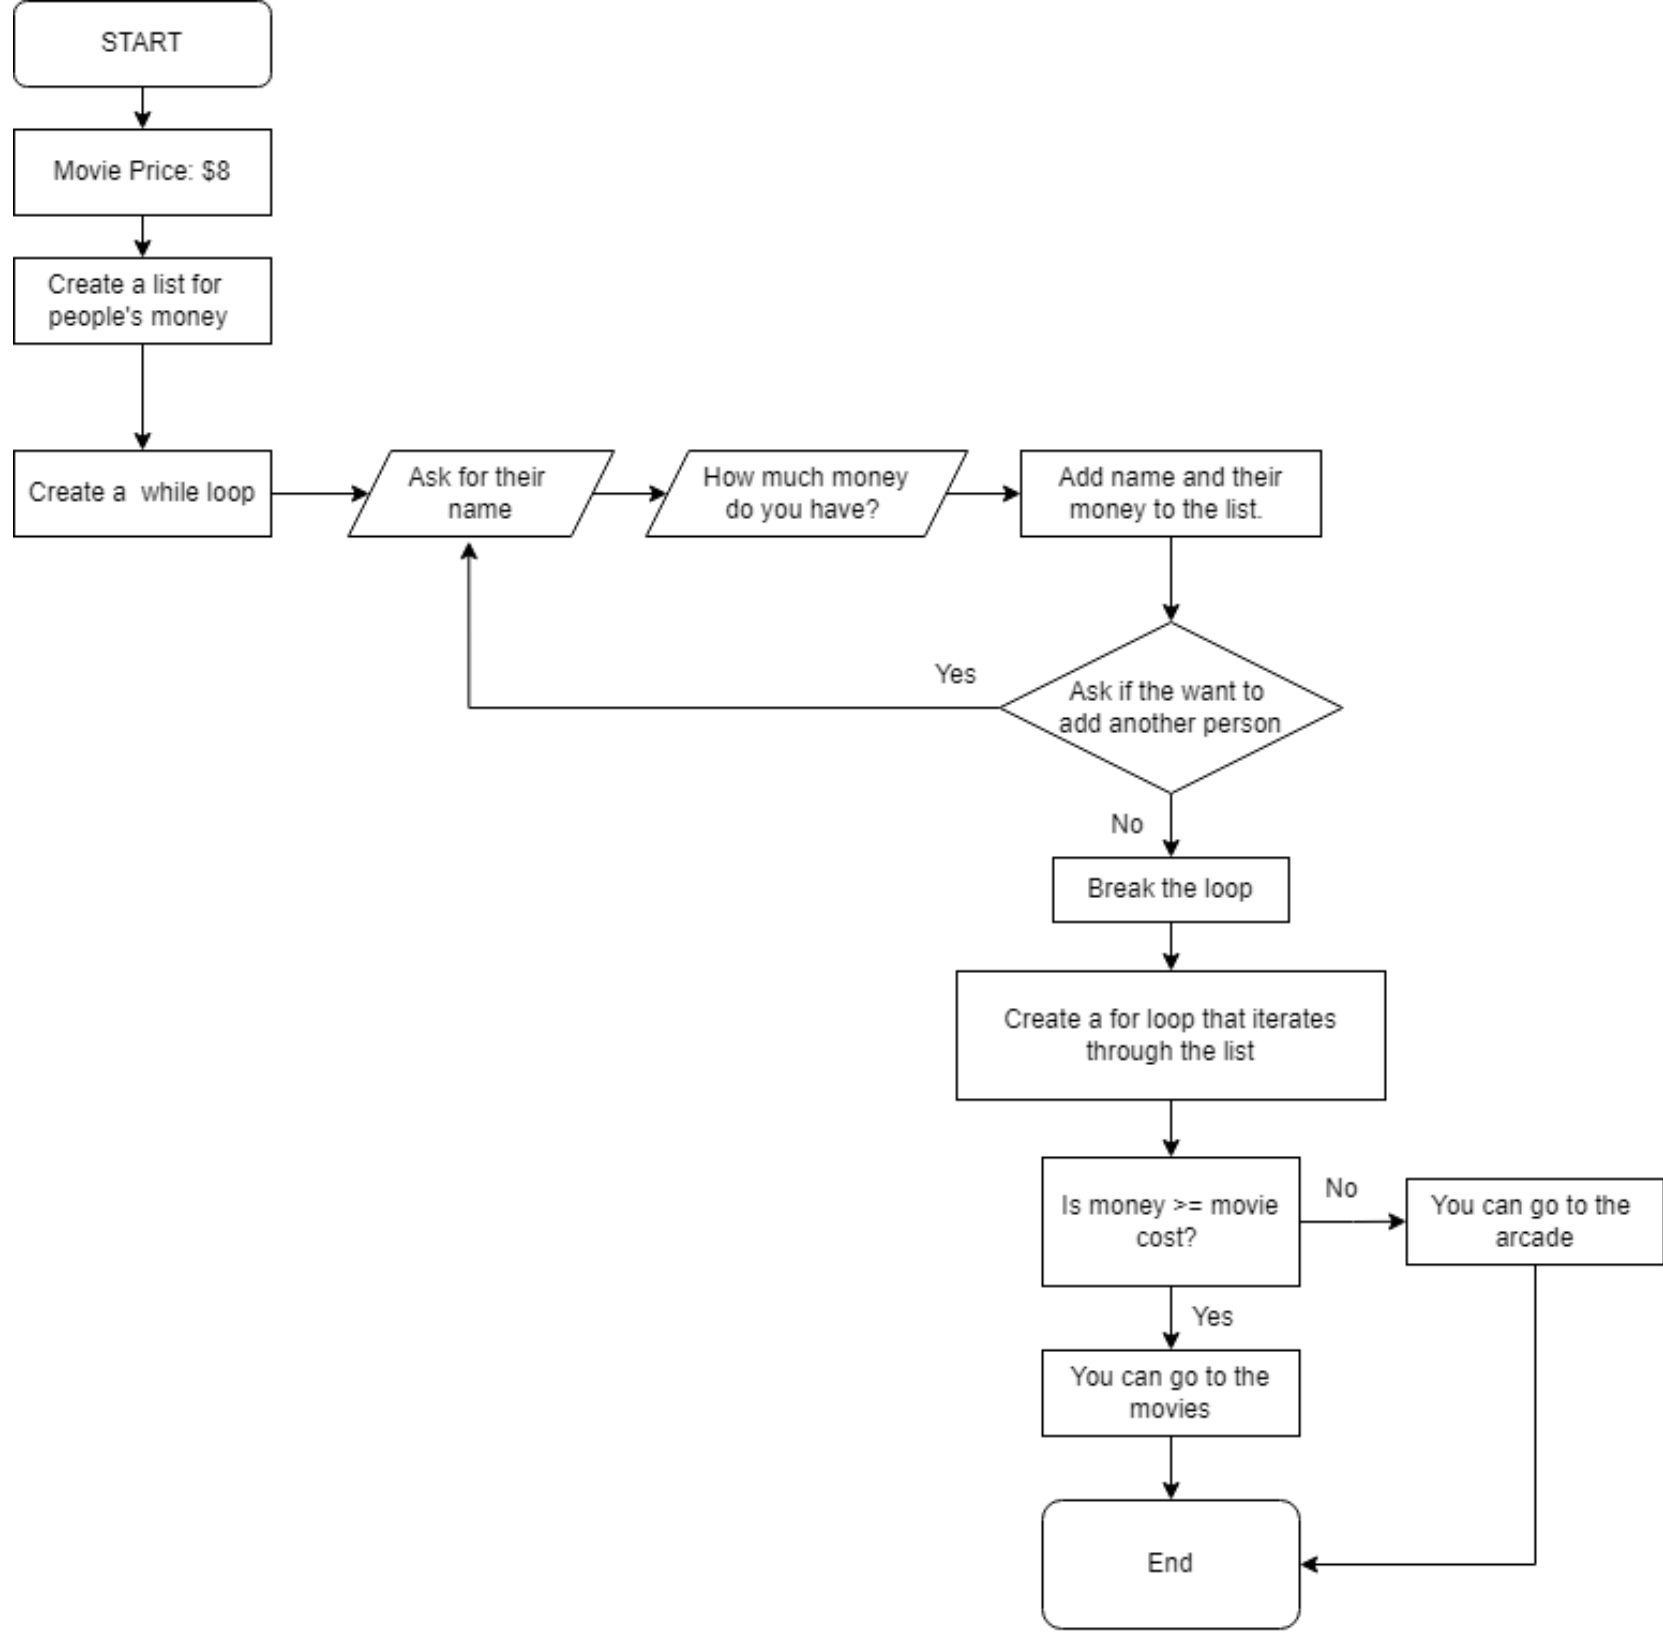 START
Movie Price: $8
Create a list for
people's money
Create a while loop
Ask for their
name
How much money
do you have?
Add name and their
money to the list.
Yes
Ask if the want to
add another person
No
Break the loop
Create a for loop that iterates
through the list
Is money >= movie
cost?
No
You can go to the
arcade
Yes
You can go to the
movies
End